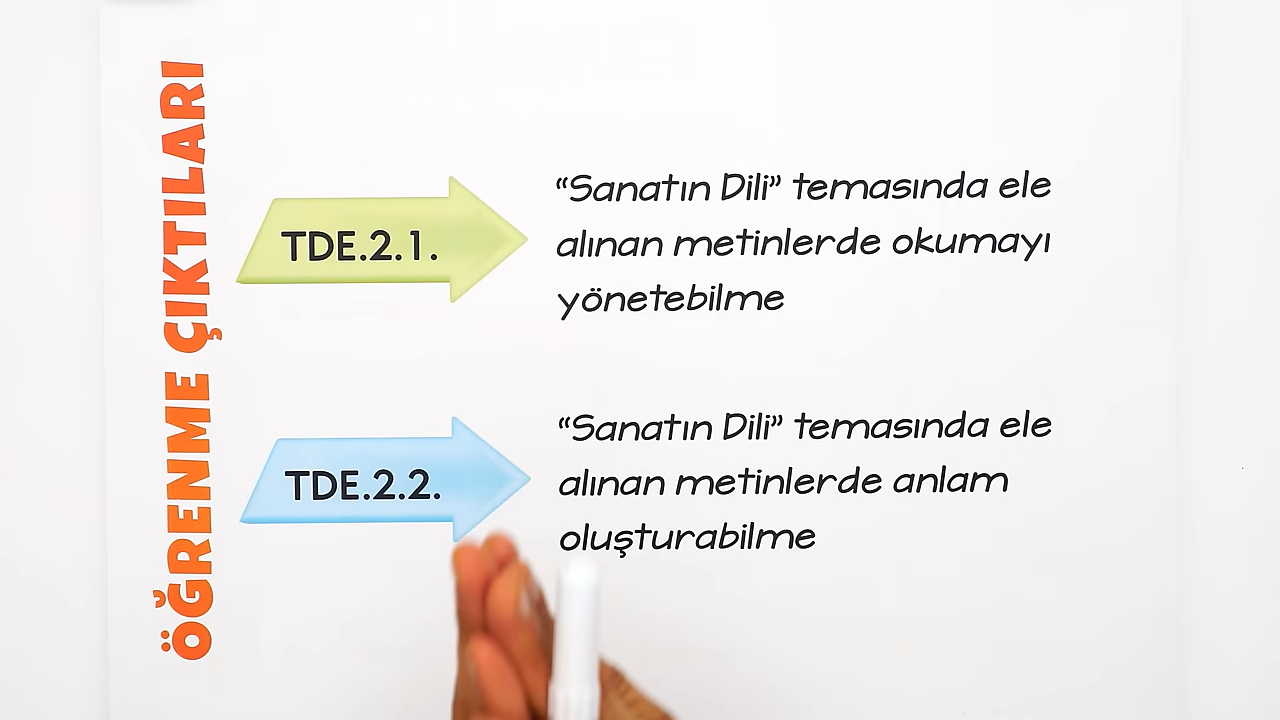 ÖĞRENME ÇIKTILARI
TDE.2.1.
“Sanatın Dili” temasında ele
alınan metinlerde okumayı
yönetebilme
TDE.2.2.
“Sanatın Dili” temasında ele
alınan metinlerde anlam
oluşturabilme